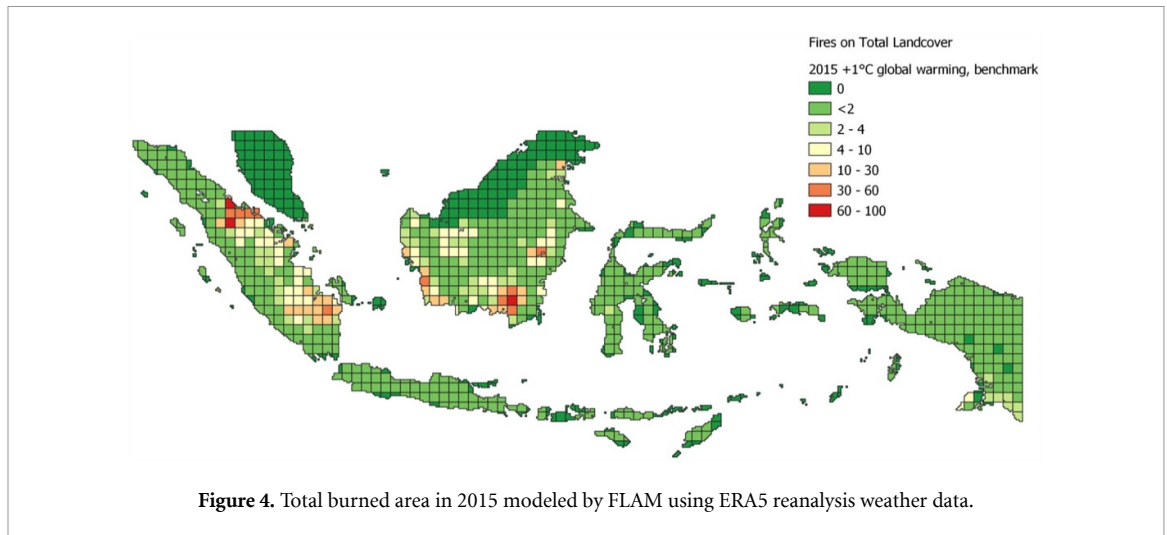 Fires on Total Landcover
2015 +1°C global warming, benchmark
0
<2
2 - 4
4 - 10
10 - 30
30 - 60
60 - 100
Figure 4. Total burned area in 2015 modeled by FLAM using ERA5 reanalysis weather data.